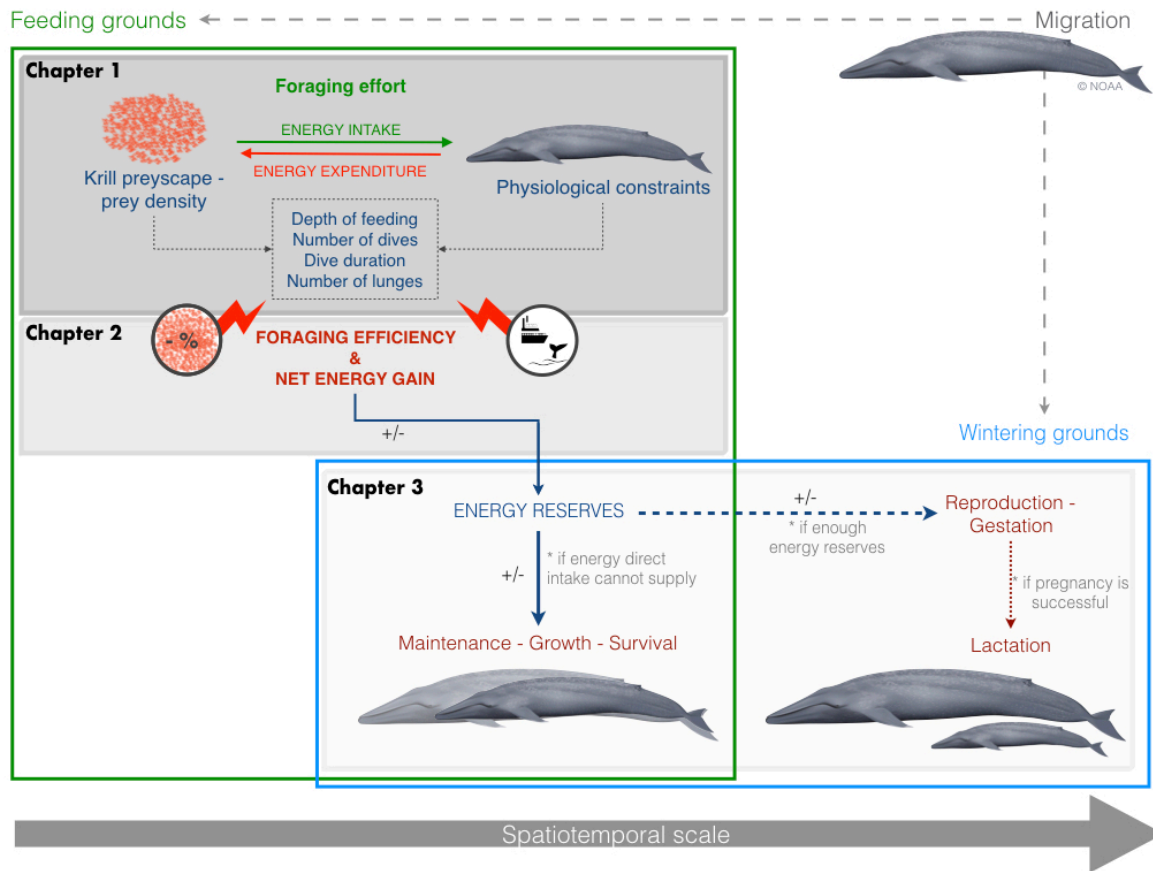 Feeding grounds
Migration
© NOAA
Chapter 1
Foraging effort
ENERGY INTAKE
ENERGY EXPENDITURE
Krill preyscape -
prey density
Physiological constraints
Depth of feeding
Number of dives
Dive duration
Number of lunges
Chapter 2
- %
FORAGING EFFICIENCY
&
NET ENERGY GAIN
+/-
Wintering grounds
Chapter 3
ENERGY RESERVES
+/-
* if enough
energy reserves
Reproduction -
Gestation
+/-
* if energy direct
intake cannot supply
* if pregnancy is
successful
Maintenance - Growth - Survival
Lactation
Spatiotemporal scale